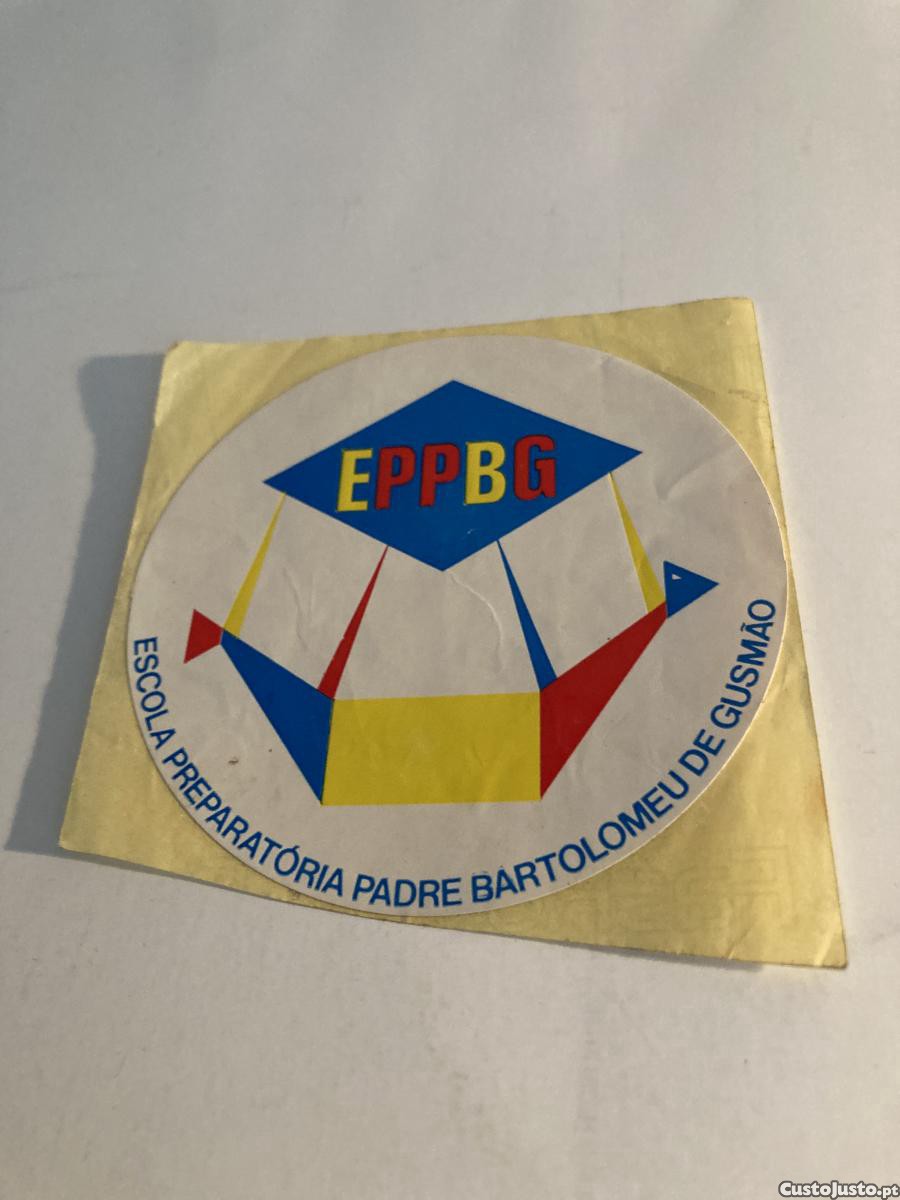 EPPBG
ESCOLA PREPARATÓRIA PADRE BARTOLOMEU DE GUSMÃO
CustoJusto.pt